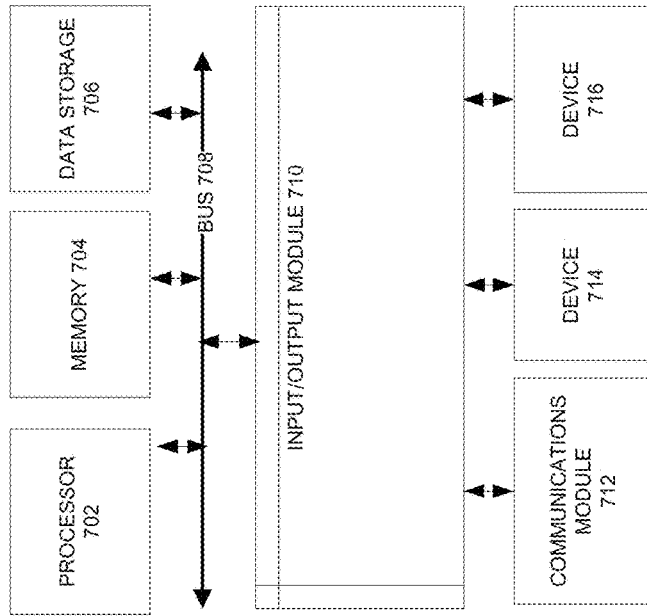 PROCESSOR
702
MEMORY 704
DATA STORAGE
706
BUS 708
INPUT/OUTPUT MODULE 710
COMMUNICATIONS
MODULE
712
DEVICE
714
DEVICE
716